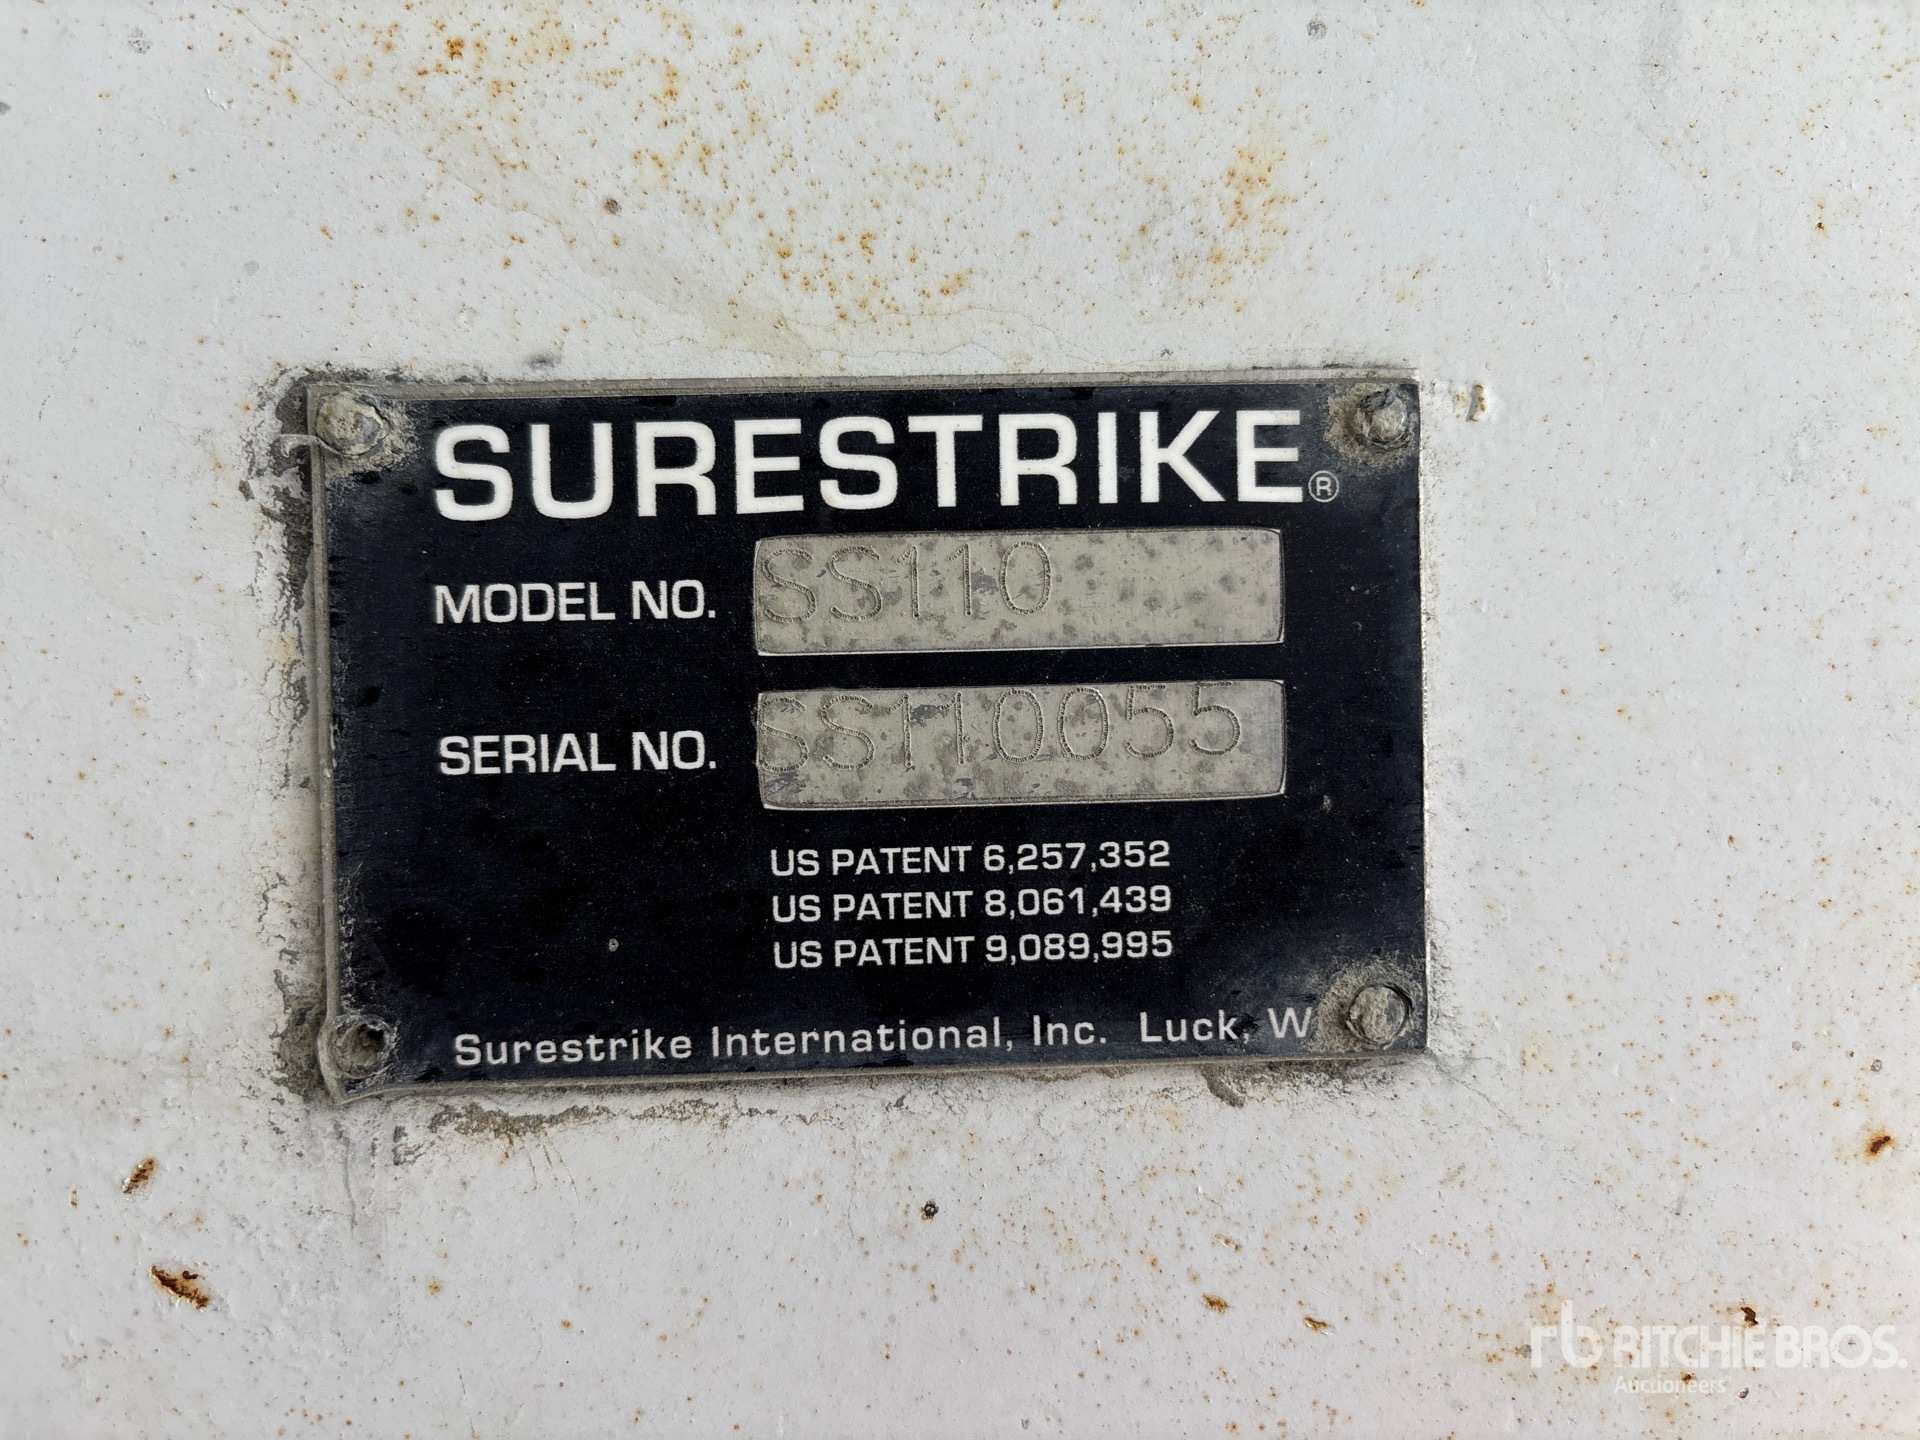 SURESTRIKE®
MODEL NO. SS110
SERIAL NO. SS110055
US PATENT 6,257,352
US PATENT 8,061,439
US PATENT 9,089,995
Surestrike International, Inc. Luck, W
rb RITCHIE BROS.
Auctioneers